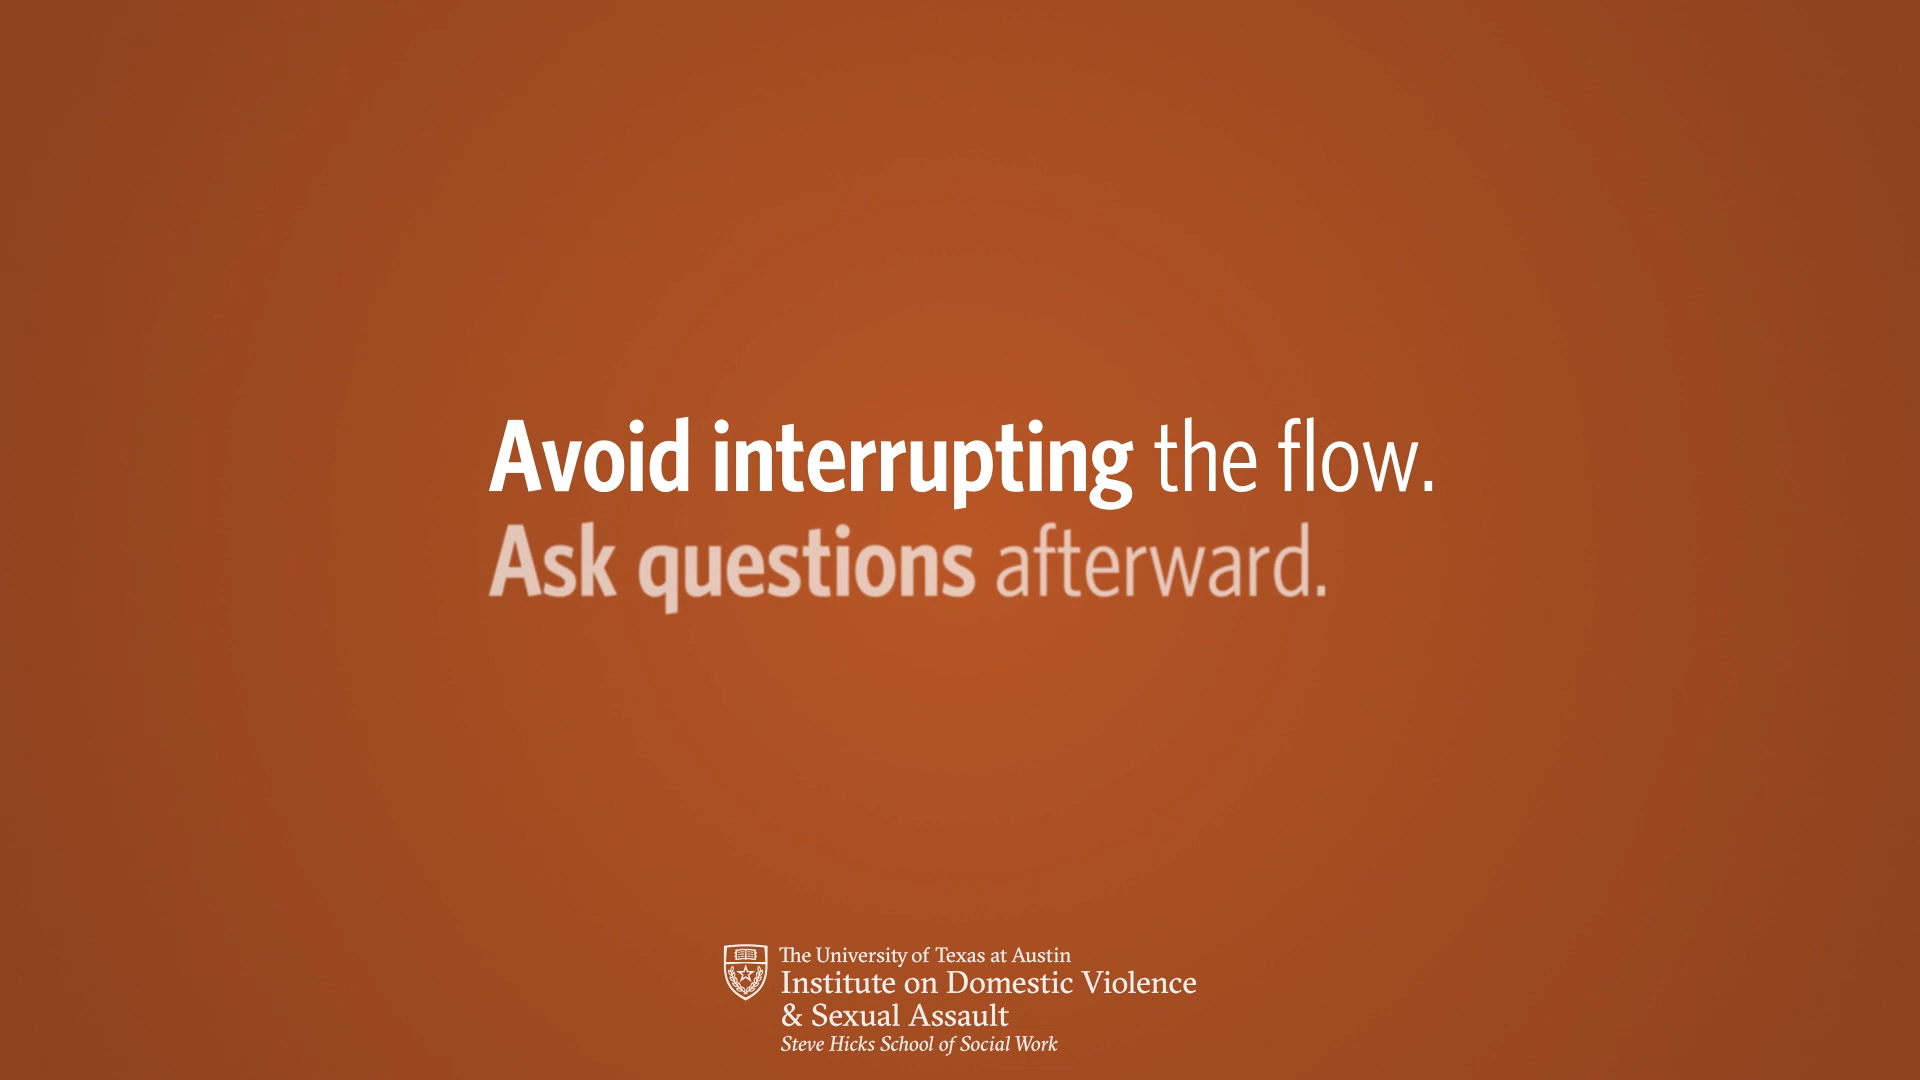 Avoid interrupting the flow.
Ask questions afterward.
The University of Texas at Austin
Institute on Domestic Violence
& Sexual Assault
Steve Hicks School of Social Work